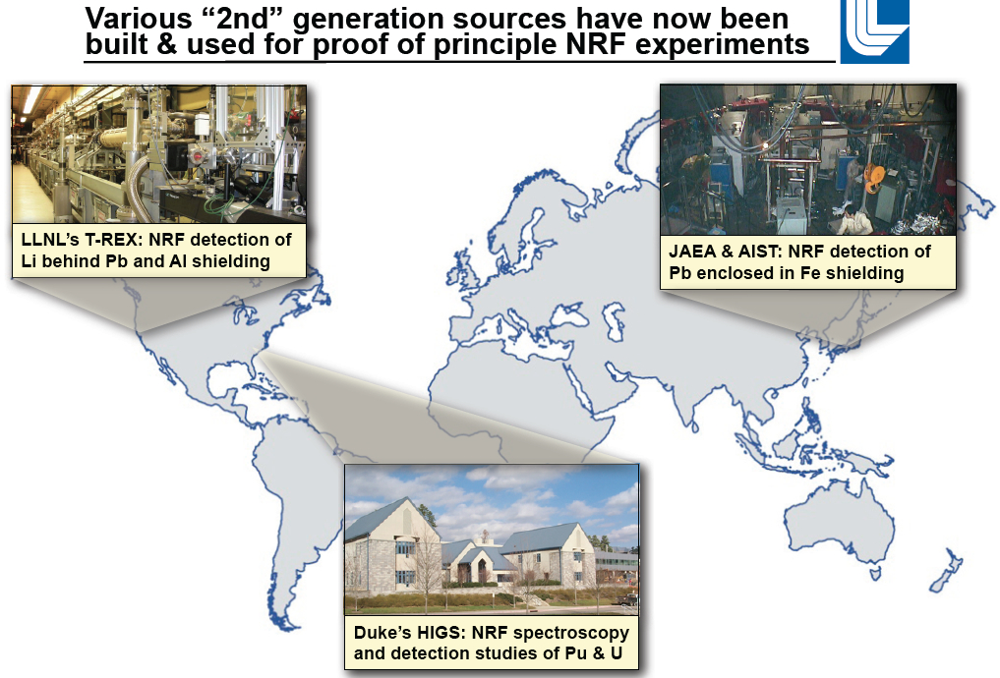 Various “2nd” generation sources have now been
built & used for proof of principle NRF experiments
LLNL’s T-REX: NRF detection of
Li behind Pb and Al shielding
JAEA & AIST: NRF detection of
Pb enclosed in Fe shielding
Duke’s HIGS: NRF spectroscopy
and detection studies of Pu & U